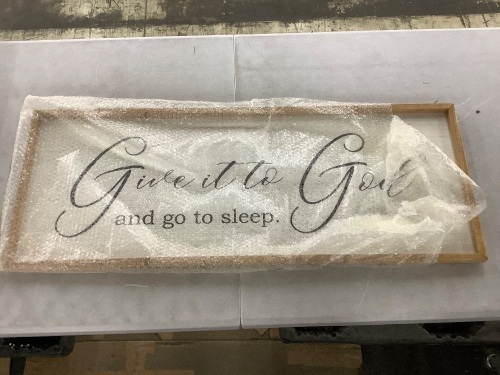 Give it to God
and go to sleep.